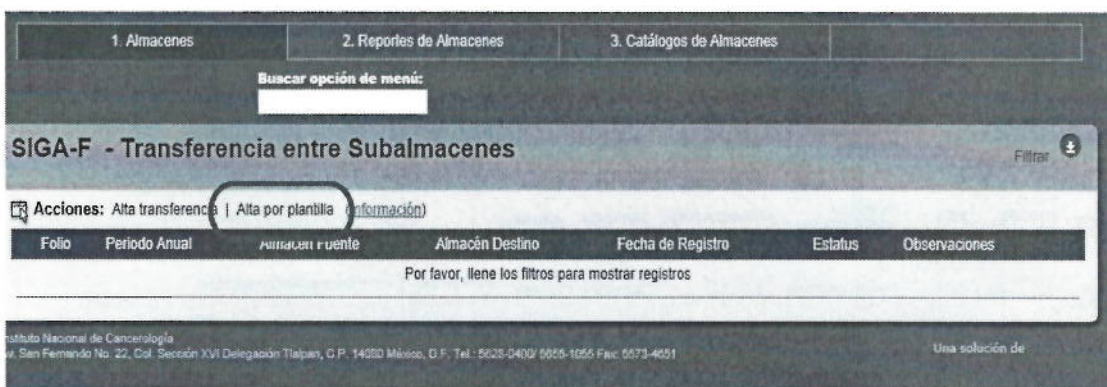 1. Almacenes 2. Reportes de Almacenes 3. Catálogos de Almacenes
Buscar opción de menú:
SIGA-F - Transferencia entre Subalmacenes
Filtrar
Acciones: Alta transferencia | Alta por plantilla (información)
Folio Periodo Anual Almacén Fuente Almacén Destino Fecha de Registro Estatus Observaciones
Por favor, llene los filtros para mostrar registros
Instituto Nacional de Cancerología
Av. San Fernando No. 22, Col. Sección XVI Delegación Tlalpan, C.P. 14080 México, D.F. Tel.: 5628-0400/ 5655-1055 Fax: 5573-4651
Una solución de